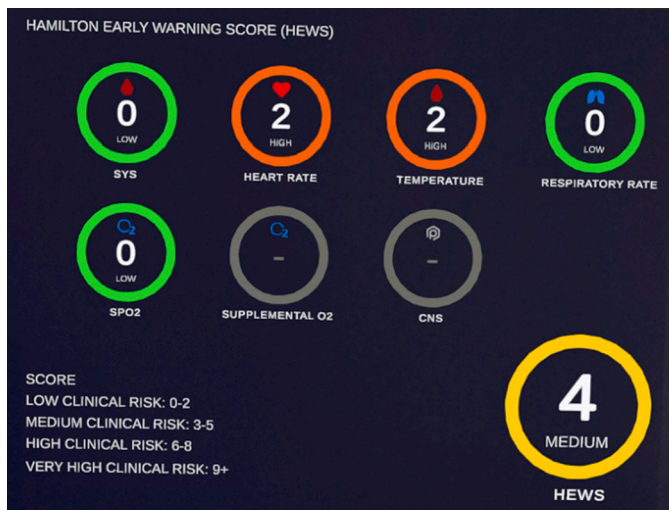 HAMILTON EARLY WARNING SCORE (HEWS)
0
LOW
SYS
2
HIGH
HEART RATE
2
HIGH
TEMPERATURE
0
LOW
RESPIRATORY RATE
O2
0
LOW
SPO2
O2
-
SUPPLEMENTAL O2
-
CNS
SCORE
LOW CLINICAL RISK: 0-2
MEDIUM CLINICAL RISK: 3-5
HIGH CLINICAL RISK: 6-8
VERY HIGH CLINICAL RISK: 9+
4
MEDIUM
HEWS